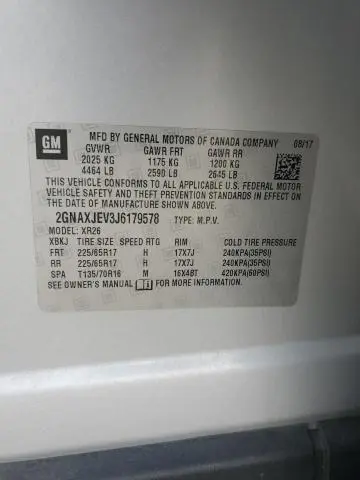 GM
MFD BY GENERAL MOTORS OF CANADA COMPANY 08/17
GVWR GAWR FRT GAWR RR
2025 KG 1175 KG 1200 KG
4464 LB 2590 LB 2645 LB
THIS VEHICLE CONFORMS TO ALL APPLICABLE U.S. FEDERAL MOTOR
VEHICLE SAFETY AND THEFT PREVENTION STANDARDS IN EFFECT ON
THE DATE OF MANUFACTURE SHOWN ABOVE.
2GNAXJEV3J6179578 TYPE: M.P.V.
MODEL: XR26
XBKJ TIRE SIZE SPEED RTG RIM COLD TIRE PRESSURE
FRT 225/65R17 H 17X7J 240KPA(35PSI)
RR 225/65R17 H 17X7J 240KPA(35PSI)
SPA T135/70R16 M 16X4BT 420KPA(60PSI)
SEE OWNER'S MANUAL FOR MORE INFORMATION.